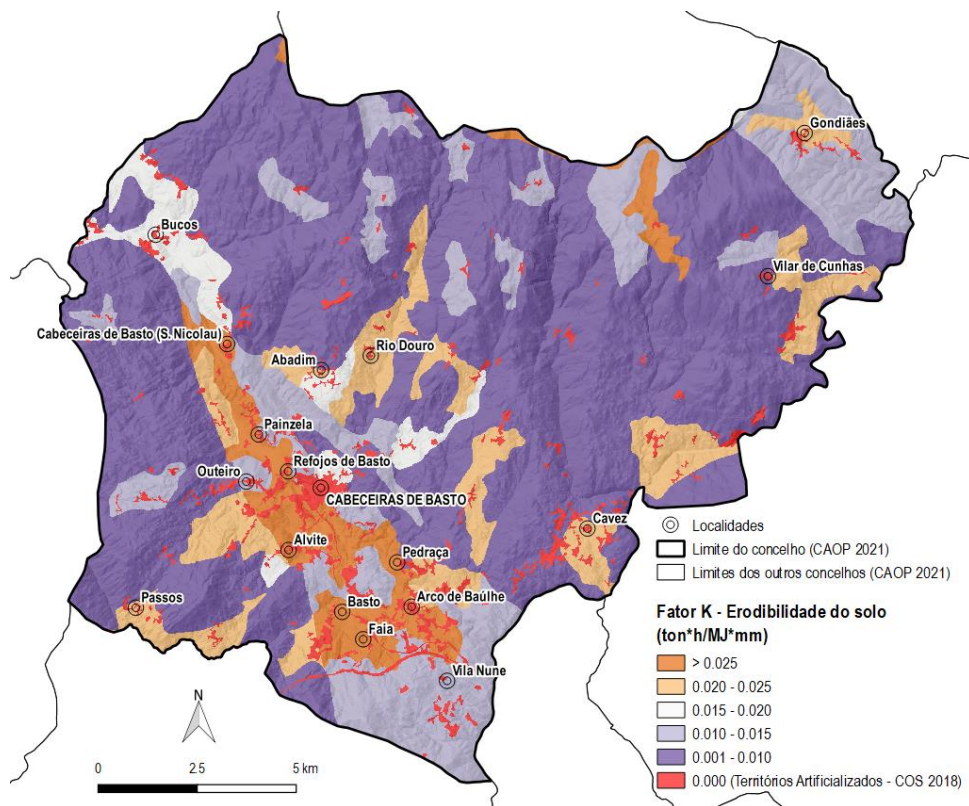 Gondiães
Bucos
Vilar de Cunhas
Cabeceiras de Basto (S. Nicolau)
Rio Douro
Abadim
Painzela
Refojos de Basto
Outeiro
CABECEIRAS DE BASTO
Cavez
Alvite
Pedraça
Passos
Basto
Arco de Baúlhe
Faia
Vila Nune
N
0 2.5 5 km
Localidades
Limite do concelho (CAOP 2021)
Limites dos outros concelhos (CAOP 2021)
Fator K - Erodibilidade do solo
(ton*h/MJ*mm)
> 0.025
0.020 - 0.025
0.015 - 0.020
0.010 - 0.015
0.001 - 0.010
0.000 (Territórios Artificializados - COS 2018)